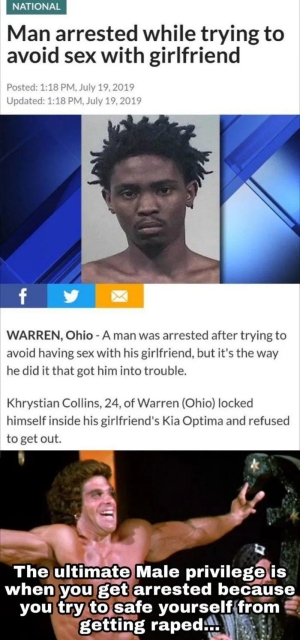 NATIONAL
Man arrested while trying to
avoid sex with girlfriend
Posted: 1:18 PM, July 19, 2019
Updated: 1:18 PM, July 19, 2019
f
WARREN, Ohio - A man was arrested after trying to
avoid having sex with his girlfriend, but it's the way
he did it that got him into trouble.
Khrystian Collins, 24, of Warren (Ohio) locked
himself inside his girlfriend's Kia Optima and refused
to get out.
The ultimate Male privilege is
when you get arrested because
you try to safe yourself from
getting raped...